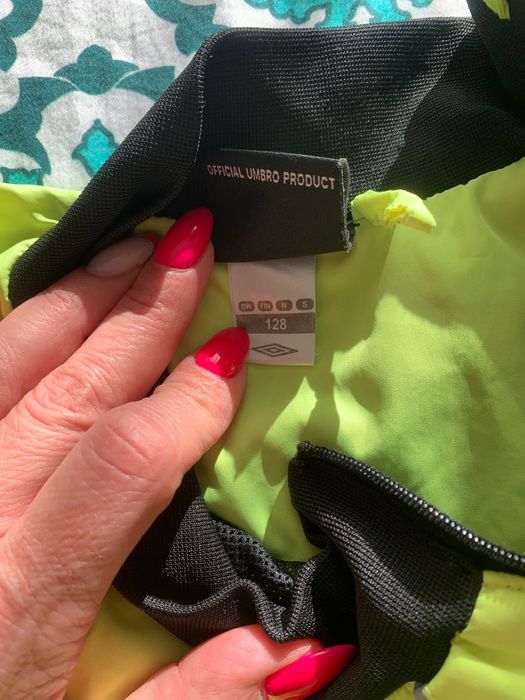 OFFICIAL UMBRO PRODUCT
DK FIN N S
128